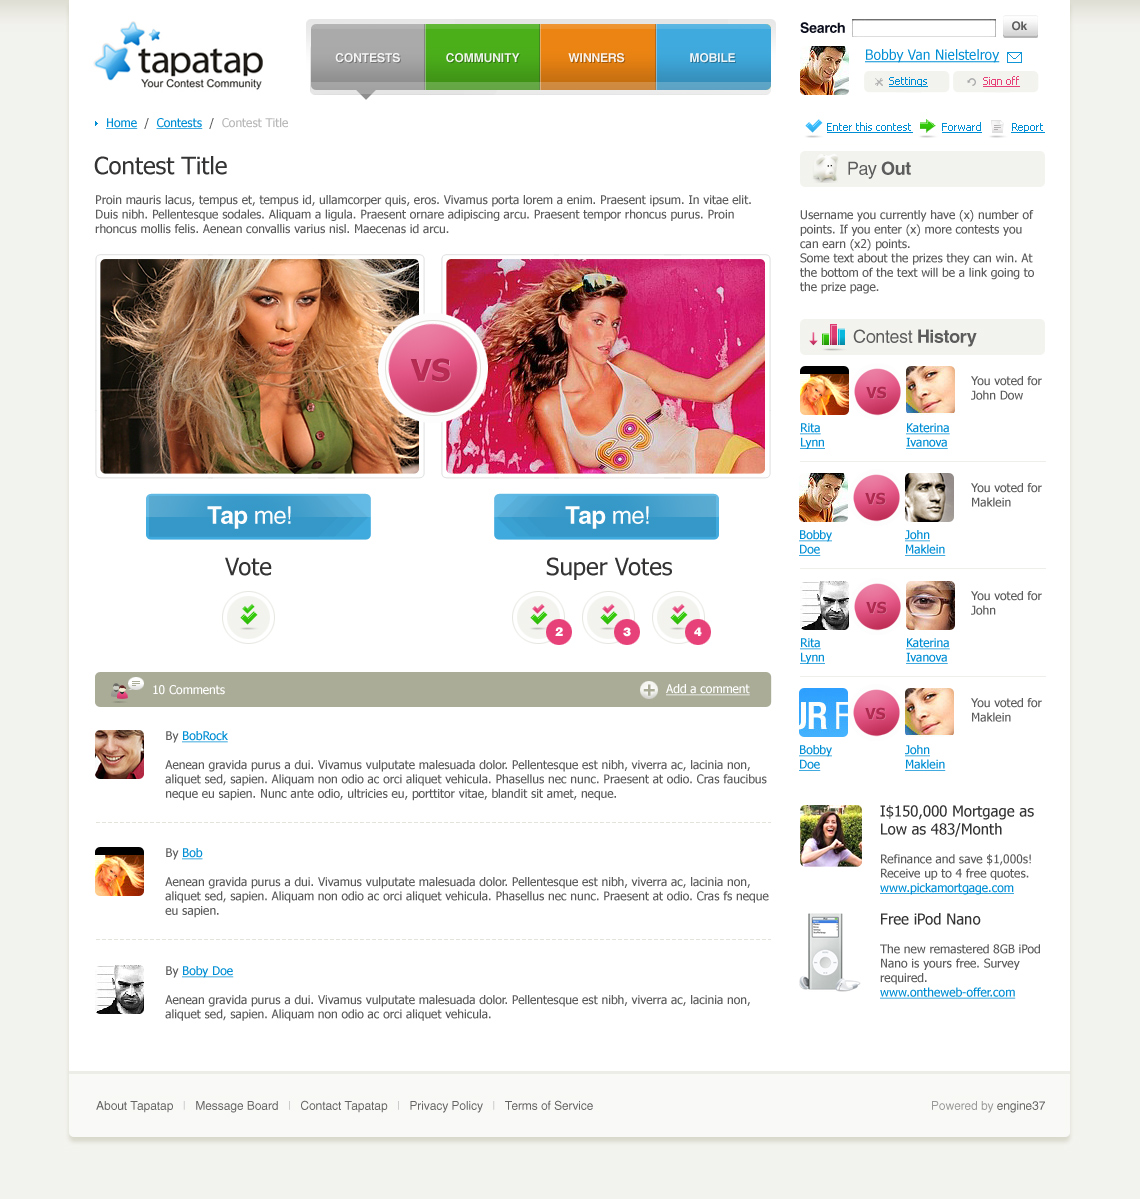 tapatap
Your Contest Community
CONTESTS
COMMUNITY
WINNERS
MOBILE
Search
Ok
Bobby Van Nielstelroy
Settings
Sign off
Home / Contests / Contest Title
Enter this contest
Forward
Report
Contest Title
Proin mauris lacus, tempus et, tempus id, ullamcorper quis, eros. Vivamus porta lorem a enim. Praesent ipsum. In vitae elit.
Duis nibh. Pellentesque sodales. Aliquam a ligula. Praesent ornare adipiscing arcu. Praesent tempor rhoncus purus. Proin
rhoncus mollis felis. Aenean convallis varius nisl. Maecenas id arcu.
VS
Tap me!
Tap me!
Vote
Super Votes
2
3
4
10 Comments
Add a comment
By BobRock
Aenean gravida purus a dui. Vivamus vulputate malesuada dolor. Pellentesque est nibh, viverra ac, lacinia non,
aliquet sed, sapien. Aliquam non odio ac orci aliquet vehicula. Phasellus nec nunc. Praesent at odio. Cras faucibus
neque eu sapien. Nunc ante odio, ultricies eu, porttitor vitae, blandit sit amet, neque.
By Bob
Aenean gravida purus a dui. Vivamus vulputate malesuada dolor. Pellentesque est nibh, viverra ac, lacinia non,
aliquet sed, sapien. Aliquam non odio ac orci aliquet vehicula. Phasellus nec nunc. Praesent at odio. Cras fs neque
eu sapien.
By Boby Doe
Aenean gravida purus a dui. Vivamus vulputate malesuada dolor. Pellentesque est nibh, viverra ac, lacinia non,
aliquet sed, sapien. Aliquam non odio ac orci aliquet vehicula.
Pay Out
Username you currently have (x) number of
points. If you enter (x) more contests you
can earn (x2) points.
Some text about the prizes they can win. At
the bottom of the text will be a link going to
the prize page.
Contest History
VS
You voted for
John Dow
Rita
Lynn
Katerina
Ivanova
VS
You voted for
Maklein
Bobby
Doe
John
Maklein
VS
You voted for
John
Rita
Lynn
Katerina
Ivanova
UR F
VS
You voted for
Maklein
Bobby
Doe
John
Maklein
I$150,000 Mortgage as
Low as 483/Month
Refinance and save $1,000s!
Receive up to 4 free quotes.
www.pickamortgage.com
Free iPod Nano
The new remastered 8GB iPod
Nano is yours free. Survey
required.
www.ontheweb-offer.com
About Tapatap
Message Board
Contact Tapatap
Privacy Policy
Terms of Service
Powered by engine37